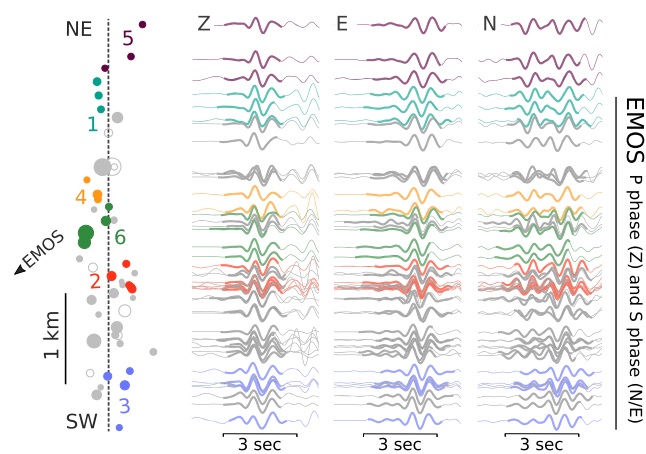 NE
Z
E
N
5
1
4
6
EMOS
2
1 km
3
SW
3 sec
3 sec
3 sec
EMOS P phase (Z) and S phase (N/E)